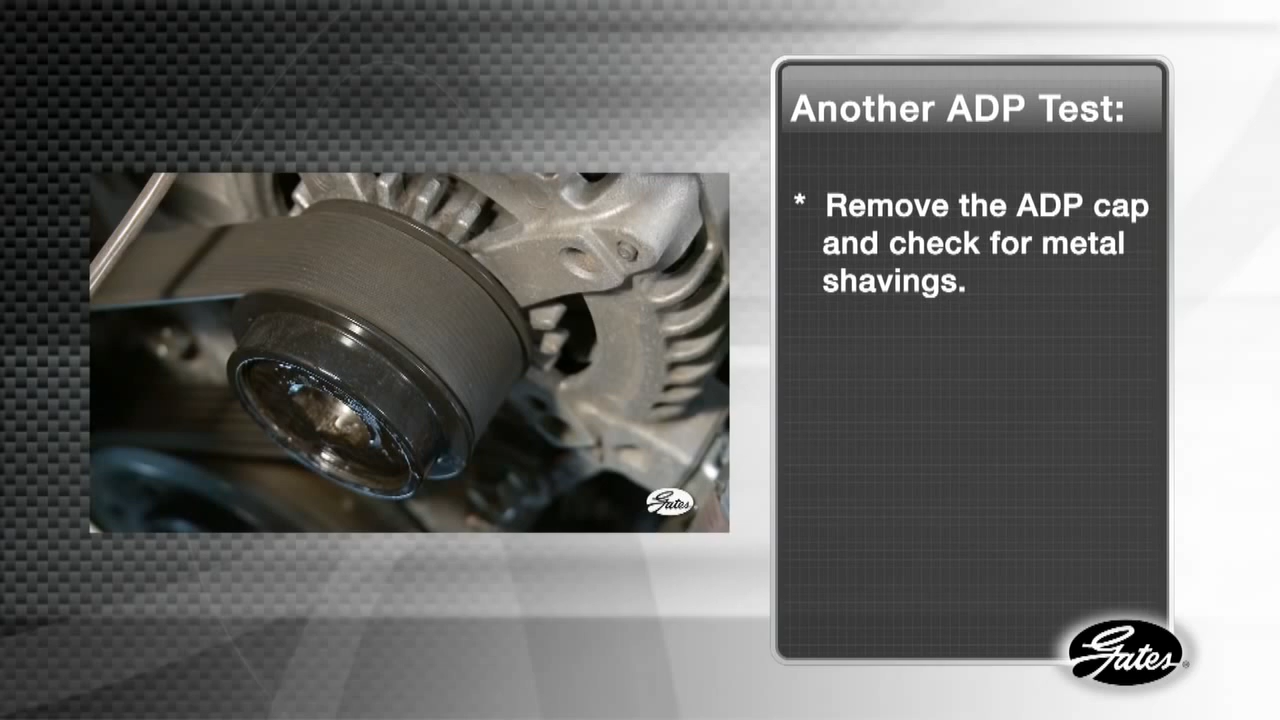 Another ADP Test:
* Remove the ADP cap
and check for metal
shavings.
Gates
Gates